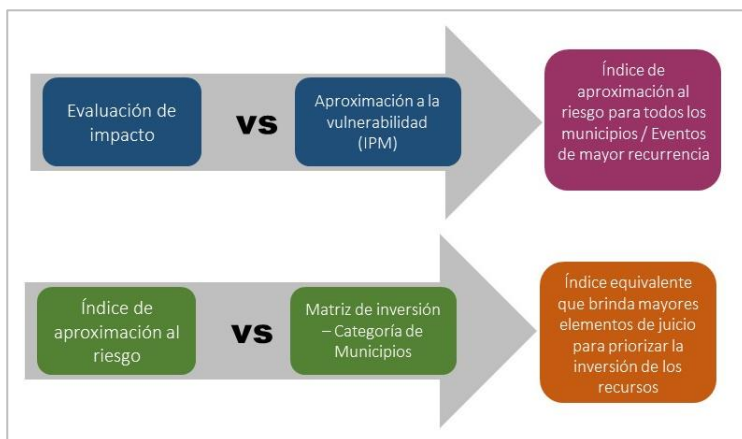 Evaluación de
impacto
vs
Aproximación a la
vulnerabilidad
(IPM)
Índice de
aproximación al
riesgo para todos los
municipios / Eventos
de mayor recurrencia
Índice de
aproximación al
riesgo
vs
Matriz de inversión
– Categoría de
Municipios
Índice equivalente
que brinda mayores
elementos de juicio
para priorizar la
inversión de los
recursos